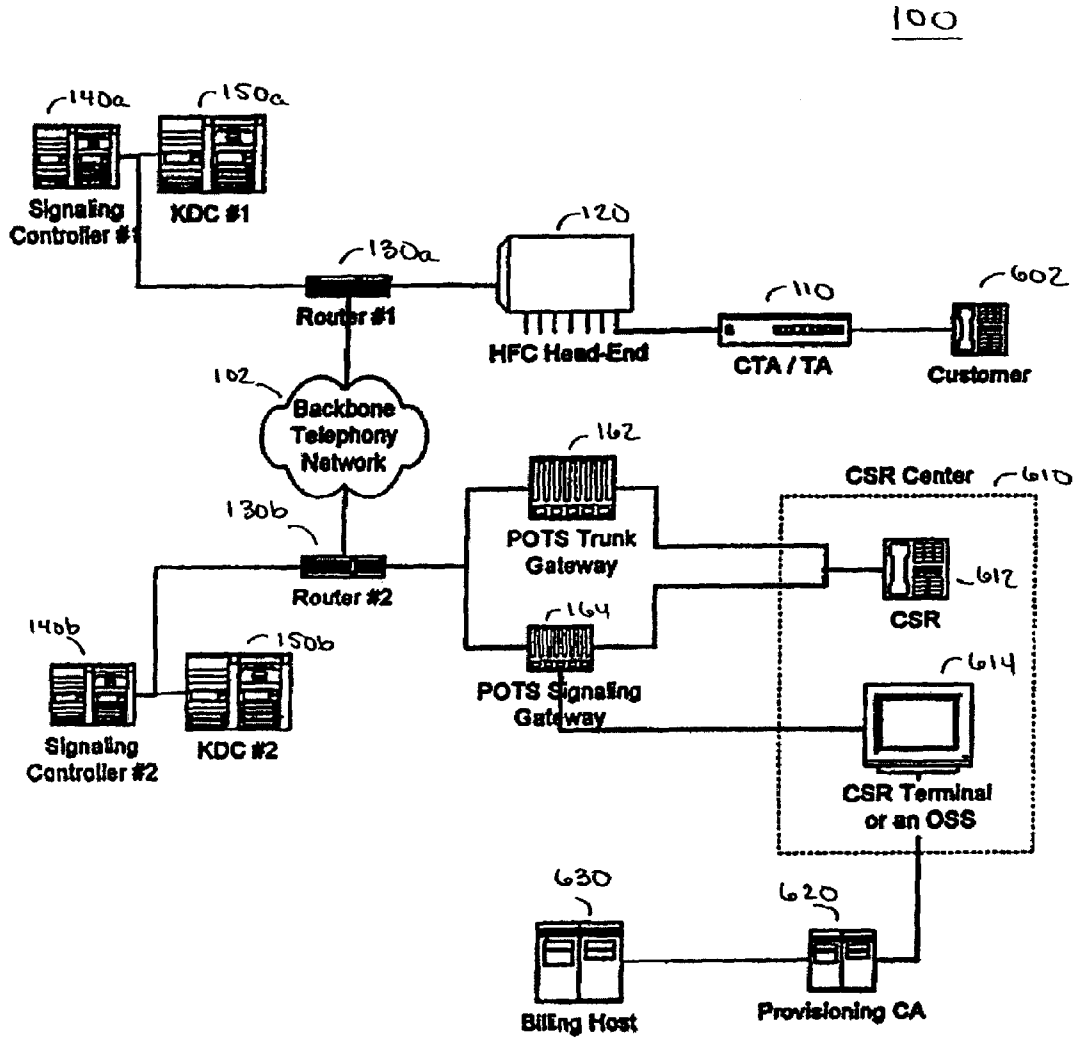 100
140a
150a
Signaling
Controller #1
KDC #1
130a
Router #1
120
HFC Head-End
110
CTA / TA
602
Customer
102
Backbone
Telephony
Network
130b
Router #2
162
POTS Trunk
Gateway
164
POTS Signaling
Gateway
CSR Center
610
612
CSR
614
CSR Terminal
or an OSS
140b
150b
Signaling
Controller #2
KDC #2
630
Billing Host
620
Provisioning CA